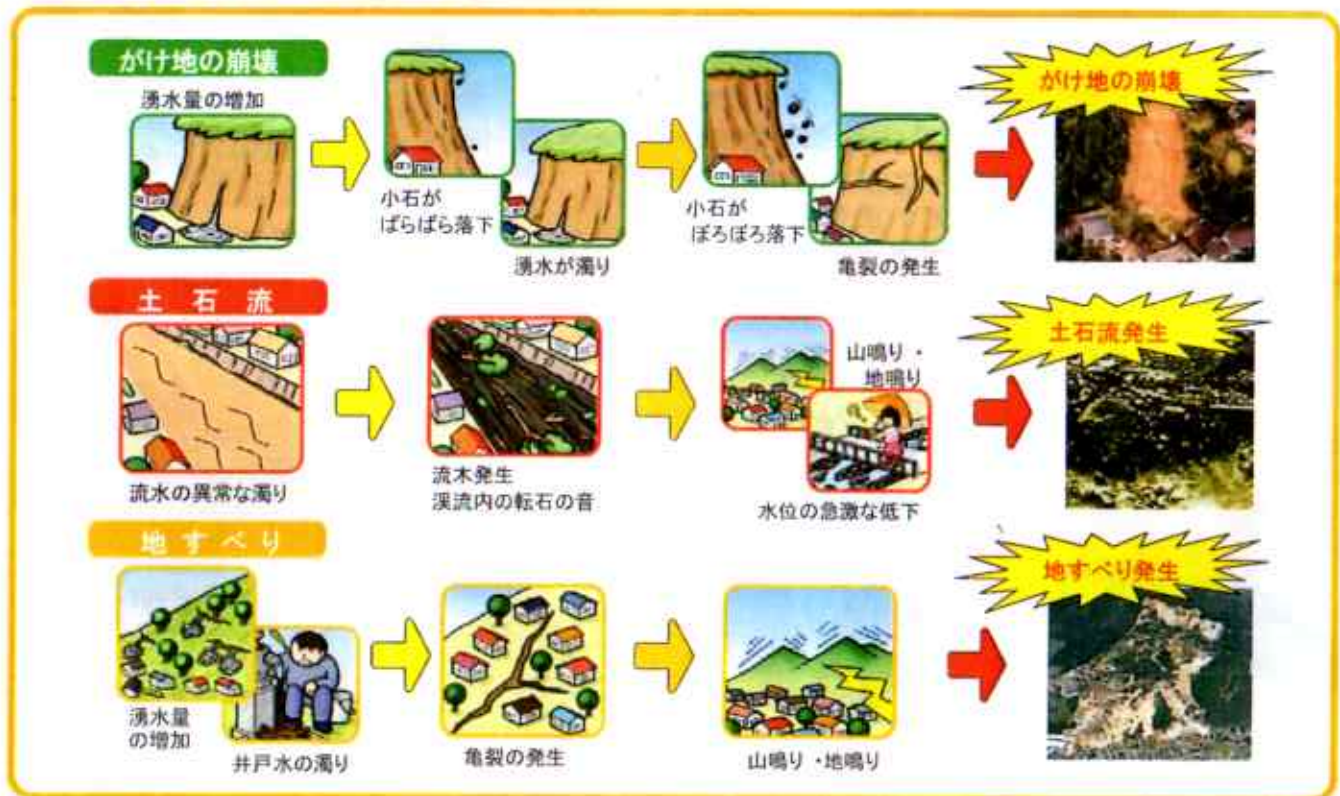 がけ地の崩壊
湧水量の増加
小石が
ばらばら落下
湧水が濁り
小石が
ぼろぼろ落下
亀裂の発生
がけ地の崩壊
土石流
流水の異常な濁り
流木発生
渓流内の転石の音
山鳴り・
地鳴り
水位の急激な低下
土石流発生
地すべり
湧水量
の増加
井戸水の濁り
亀裂の発生
山鳴り・地鳴り
地すべり発生